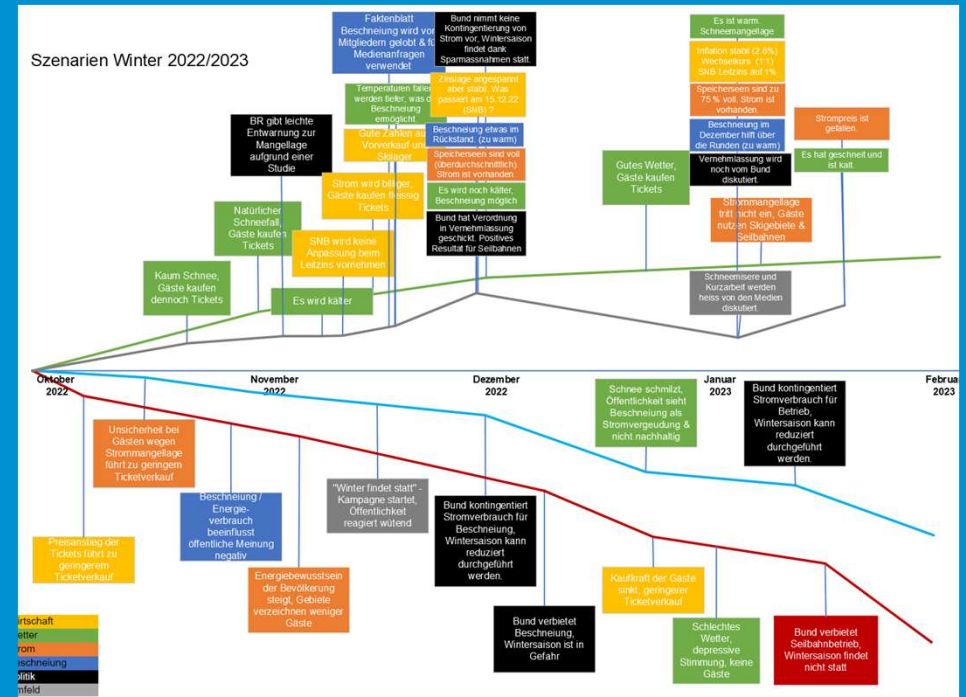 Szenarien Winter 2022/2023
Faktenblatt
Beschneiung wird von
Mitgliedern gelobt &
Medienanfragen
verwendet
Bund nimmt keine
Kontingentierung von
Strom vor, Wintersaison
findet dank
Sparmassnahmen statt.
Es ist warm.
Schneemangellage
Inflation stabil (2.6%)
Wechselkurs (1:1)
SNB Leitzins auf 1%
Speicherseen sind zu
75 % voll. Strom ist
vorhanden.
Beschneiung im
Dezember hilft über
die Runden (zu warm)
Vernehmlassung wird
noch vom Bund
diskutiert.
Strommangellage
tritt nicht ein, Gäste
nutzen Skigebiete &
Seilbahnen
Schneemisere und
Kurzarbeit werden
heiss von den Medien
diskutiert.
Strompreis ist
gefallen.
Es hat geschneit und
ist kalt
Temperaturen
werden tiefer, was
Beschneiung
ermöglicht.
Gute Zahlen
Vorverkauf und
Skilager
Zinslage angespannt
aber stabil. Was
passiert am 15.12.22
(SNB) ?
Beschneiung etwas im
Rückstand. (zu warm)
Speicherseen sind voll
(überdurchschnittlich)
Strom ist vorhanden.
Es wird noch kälter,
Beschneiung möglich
Bund hat Verordnung
in Vernehmlassung
geschickt. Positives
Resultat für Seilbahnen
BR gibt leichte
Entwarnung zur
Mangellage
aufgrund einer
Studie
Strom wird billiger,
Gäste kaufen fleissig
Tickets
Gutes Wetter,
Gäste kaufen
Tickets
Natürlicher
Schneefall,
Gäste kaufen
Tickets
SNB wird keine
Anpassung beim
Leitzins vornehmen
Kaum Schnee,
Gäste kaufen
dennoch Tickets
Es wird kälter
Oktober
2022
November
2022
Dezember
2022
Januar
2023
2023
Unsicherheit bei
Gästen wegen
Strommangellage
führt zu geringem
Ticketverkauf
Schnee schmilzt,
Öffentlichkeit sieht
Beschneiung als
Stromvergeudung &
nicht nachhaltig
Bund kontingentiert
Stromverbrauch für
Betrieb,
Wintersaison kann
reduziert
durchgeführt
werden.
Beschneiung /
Energie-
verbrauch
beeinflusst
öffentliche Meinung
negativ
"Winter findet statt" -
Kampagne startet,
Öffentlichkeit
reagiert wütend
Bund kontingentiert
Stromverbrauch für
Beschneiung,
Wintersaison kann
reduziert
durchgeführt
werden.
Preisanstieg der
Tickets führt zu
geringerem
Ticketverkauf
Energiebewusstsein
der Bevölkerung
steigt, Gebiete
verzeichnen weniger
Gäste
Kaufkraft der Gäste
sinkt, geringerer
Ticketverkauf
Bund verbietet
Beschneiung,
Wintersaison ist in
Gefahr
Schlechtes
Wetter,
depressive
Stimmung, keine
Gäste
Bund verbietet
Seilbahnbetrieb,
Wintersaison findet
nicht statt